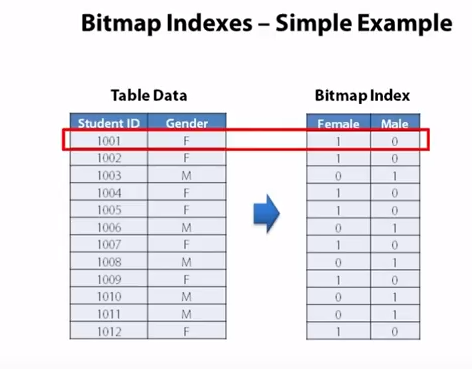 Bitmap Indexes – Simple Example
Table Data Bitmap Index
Student ID Gender Female Male
1001 F 1 0
1002 F 1 0
1003 M 0 1
1004 F 1 0
1005 F 1 0
1006 M 0 1
1007 F 1 0
1008 M 0 1
1009 F 1 0
1010 M 0 1
1011 M 0 1
1012 F 1 0